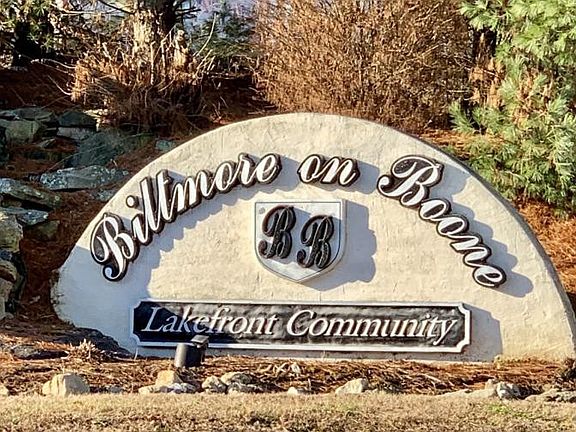 Biltmore on Boone
BB
Lakefront Community